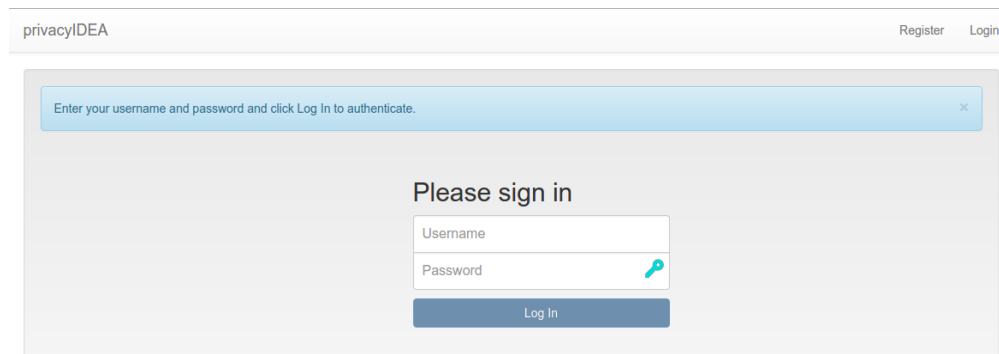 privacyIDEA
Register
Login
Enter your username and password and click Log In to authenticate.
×
Please sign in
Username
Password
Log In